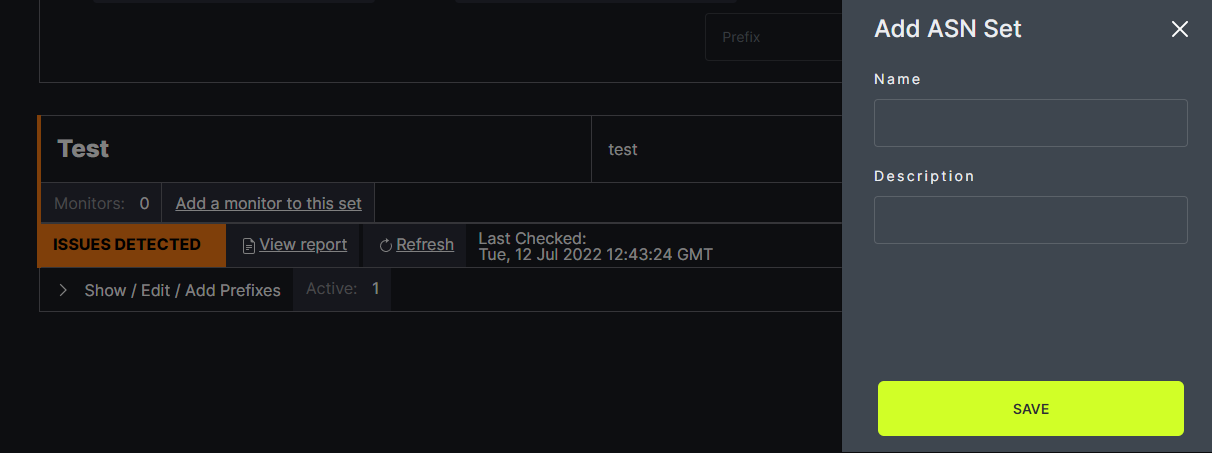 Prefix
Test
test
Monitors: 0 Add a monitor to this set
ISSUES DETECTED View report Refresh Last Checked:
Tue, 12 Jul 2022 12:43:24 GMT
Show / Edit / Add Prefixes Active: 1
Add ASN Set
Name
Description
SAVE